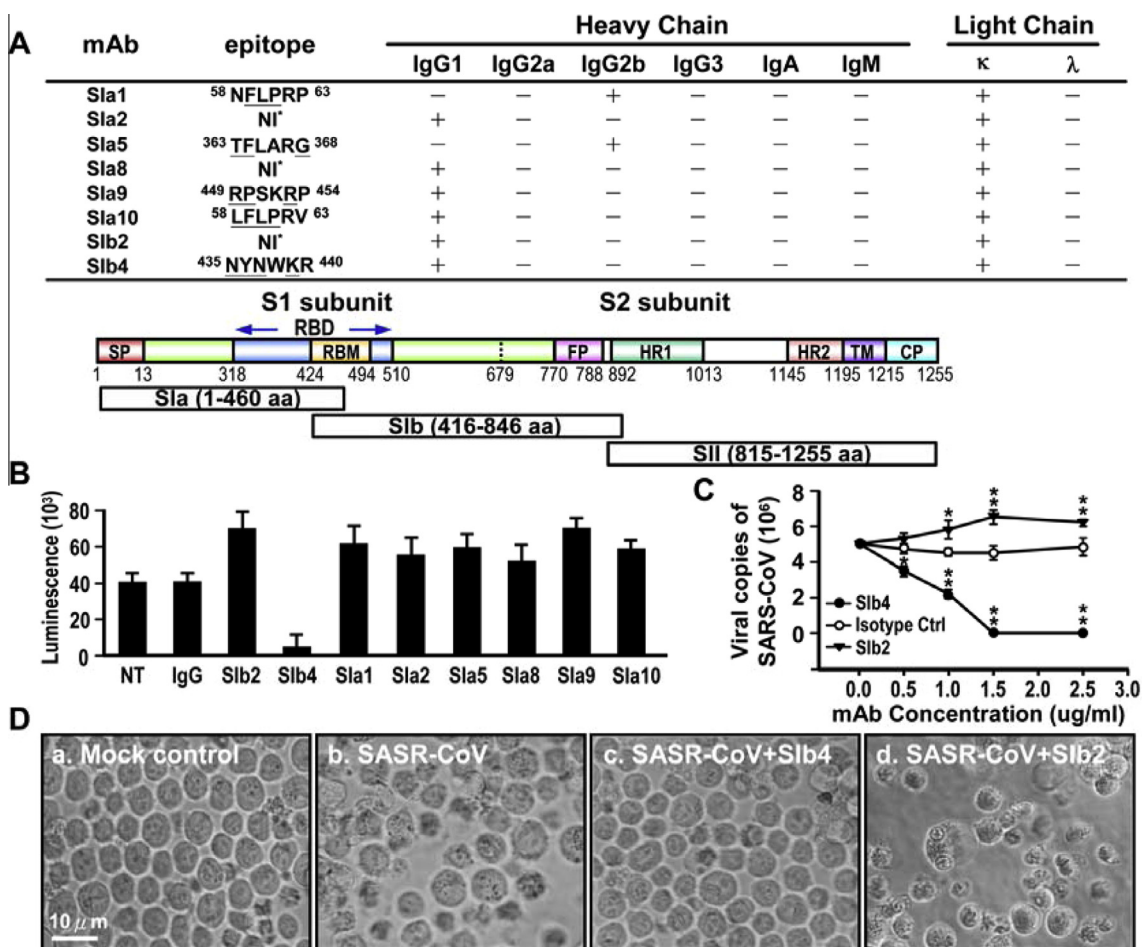 A
mAb epitope Heavy Chain Light Chain
IgG1 IgG2a IgG2b IgG3 IgA IgM κ λ
SIa1 58 NFLPRP 63 − − + − − − + −
SIa2 NI* + − − − − − + −
SIa5 363 TFLARG 368 − − + − − − + −
SIa8 NI* + − − − − − + −
SIa9 449 RPSKRP 454 + − − − − − + −
SIa10 58 LFLPRV 63 + − − − − − + −
SIb2 NI* + − − − − − + −
SIb4 435 NYNWKR 440 + − − − − − + −
S1 subunit S2 subunit
RBD
SP RBM FP HR1 HR2 TM CP
1 13 318 424 494 510 679 770 788 892 1013 1145 1195 1215 1255
SIa (1-460 aa)
SIb (416-846 aa)
SII (815-1255 aa)
B
Luminescence (10³)
80
60
40
20
0
NT IgG SIb2 SIb4 SIa1 SIa2 SIa5 SIa8 SIa9 SIa10
C
Viral copies of
SARS-CoV (10⁶)
8
6
4
2
0
* ** ** * ** ** **
SIb4
Isotype Ctrl
SIb2
0.0 0.5 1.0 1.5 2.0 2.5 3.0
mAb Concentration (ug/ml)
D
a. Mock control
b. SASR-CoV
c. SASR-CoV+SIb4
d. SASR-CoV+SIb2
10 μm